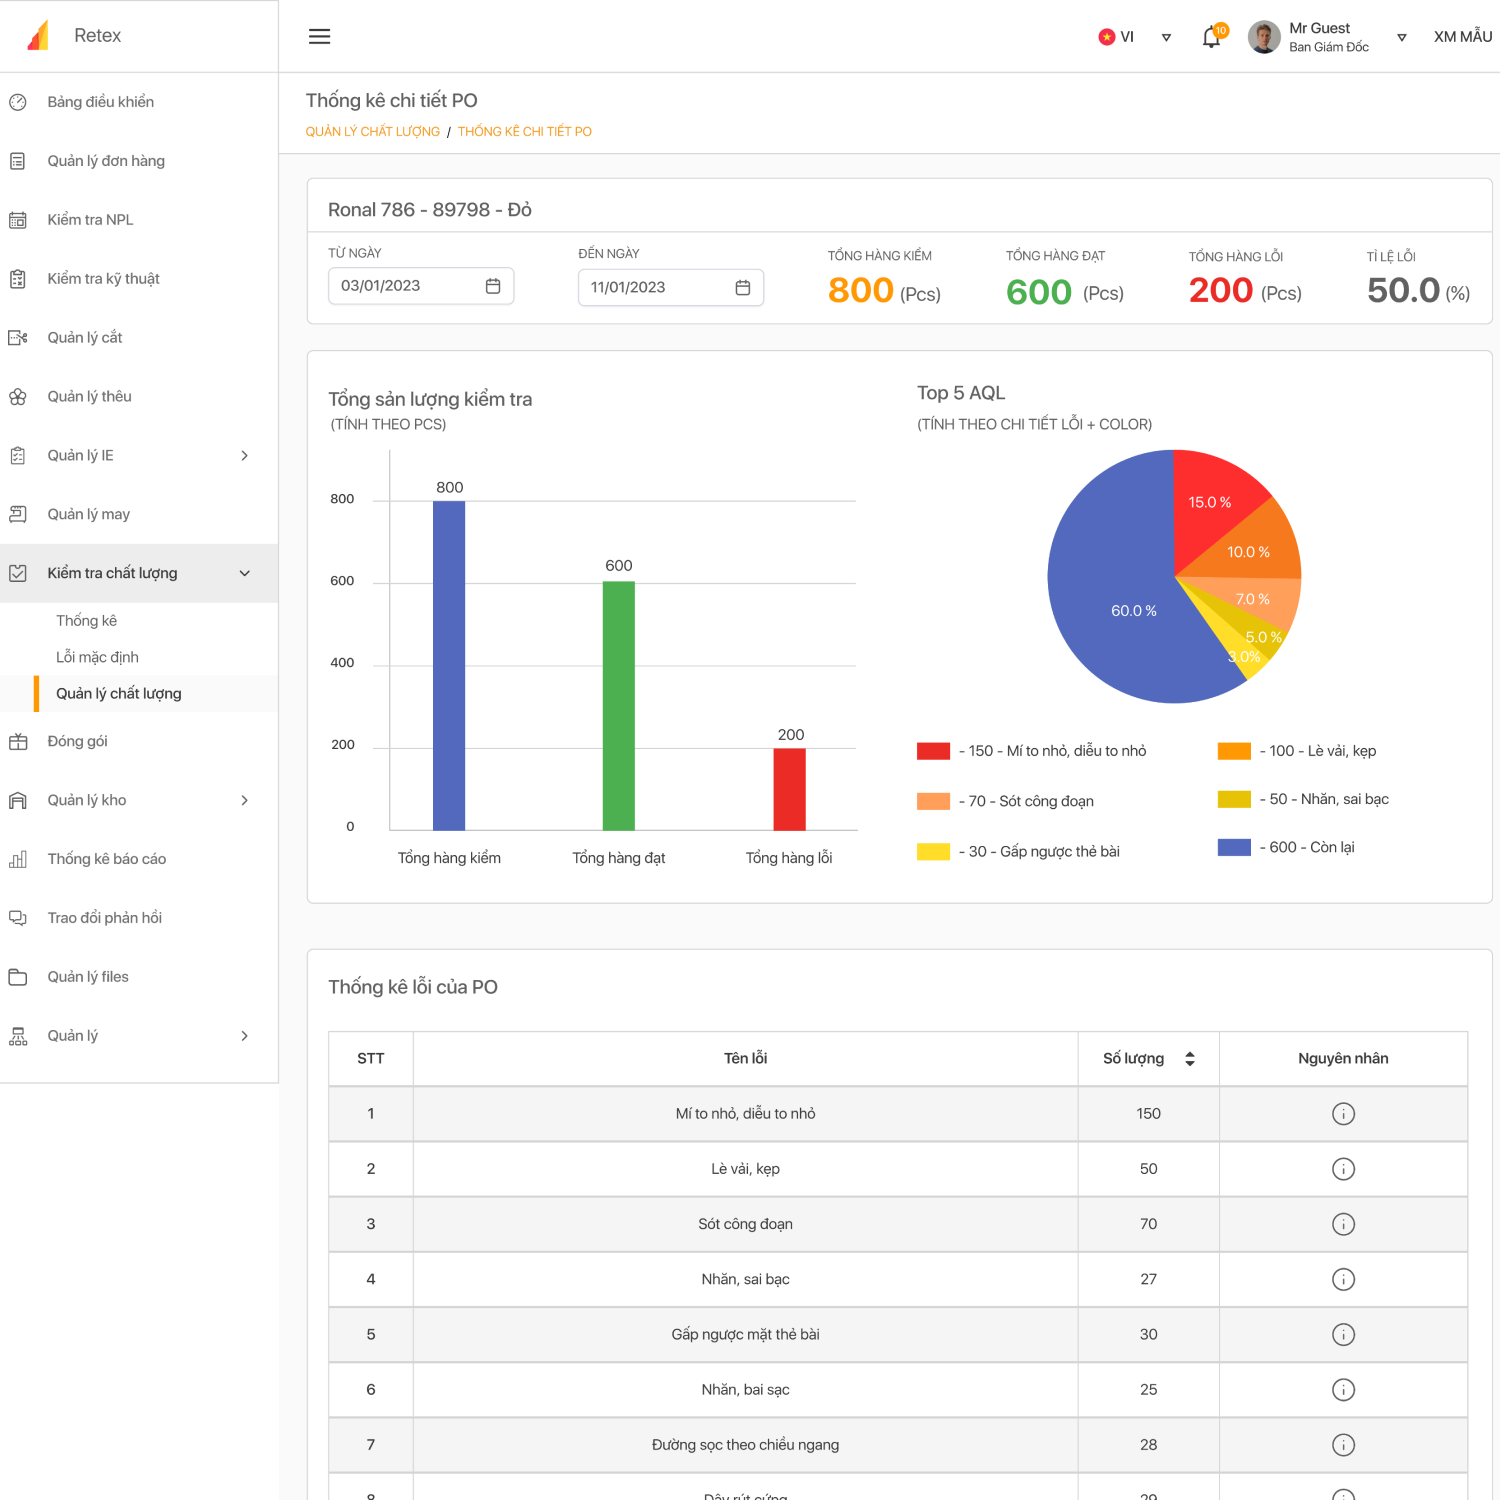 Retex
VI
10
Mr Guest
Ban Giám Đốc
XM MẪU
Bảng điều khiển
Quản lý đơn hàng
Kiểm tra NPL
Kiểm tra kỹ thuật
Quản lý cắt
Quản lý thêu
Quản lý IE
Quản lý may
Kiểm tra chất lượng
Thống kê
Lỗi mặc định
Quản lý chất lượng
Đóng gói
Quản lý kho
Thống kê báo cáo
Trao đổi phản hồi
Quản lý files
Quản lý
Thống kê chi tiết PO
QUẢN LÝ CHẤT LƯỢNG / THỐNG KÊ CHI TIẾT PO
Ronal 786 - 89798 - Đỏ
TỪ NGÀY
03/01/2023
ĐẾN NGÀY
11/01/2023
TỔNG HÀNG KIỂM
800 (Pcs)
TỔNG HÀNG ĐẠT
600 (Pcs)
TỔNG HÀNG LỖI
200 (Pcs)
TỈ LỆ LỖI
50.0 (%)
Tổng sản lượng kiểm tra
(TÍNH THEO PCS)
800
600
400
200
0
800
600
200
Tổng hàng kiểm
Tổng hàng đạt
Tổng hàng lỗi
Top 5 AQL
(TÍNH THEO CHI TIẾT LỖI + COLOR)
15.0 %
10.0 %
7.0 %
5.0 %
3.0%
60.0 %
- 150 - Mí to nhỏ, diễu to nhỏ
- 100 - Lè vải, kẹp
- 70 - Sót công đoạn
- 50 - Nhăn, sai bạc
- 30 - Gấp ngược thẻ bài
- 600 - Còn lại
Thống kê lỗi của PO
STT Tên lỗi Số lượng Nguyên nhân
1 Mí to nhỏ, diễu to nhỏ 150
2 Lè vải, kẹp 50
3 Sót công đoạn 70
4 Nhăn, sai bạc 27
5 Gấp ngược mặt thẻ bài 30
6 Nhăn, bai sạc 25
7 Đường sọc theo chiều ngang 28
8 Dây rút cứng 29